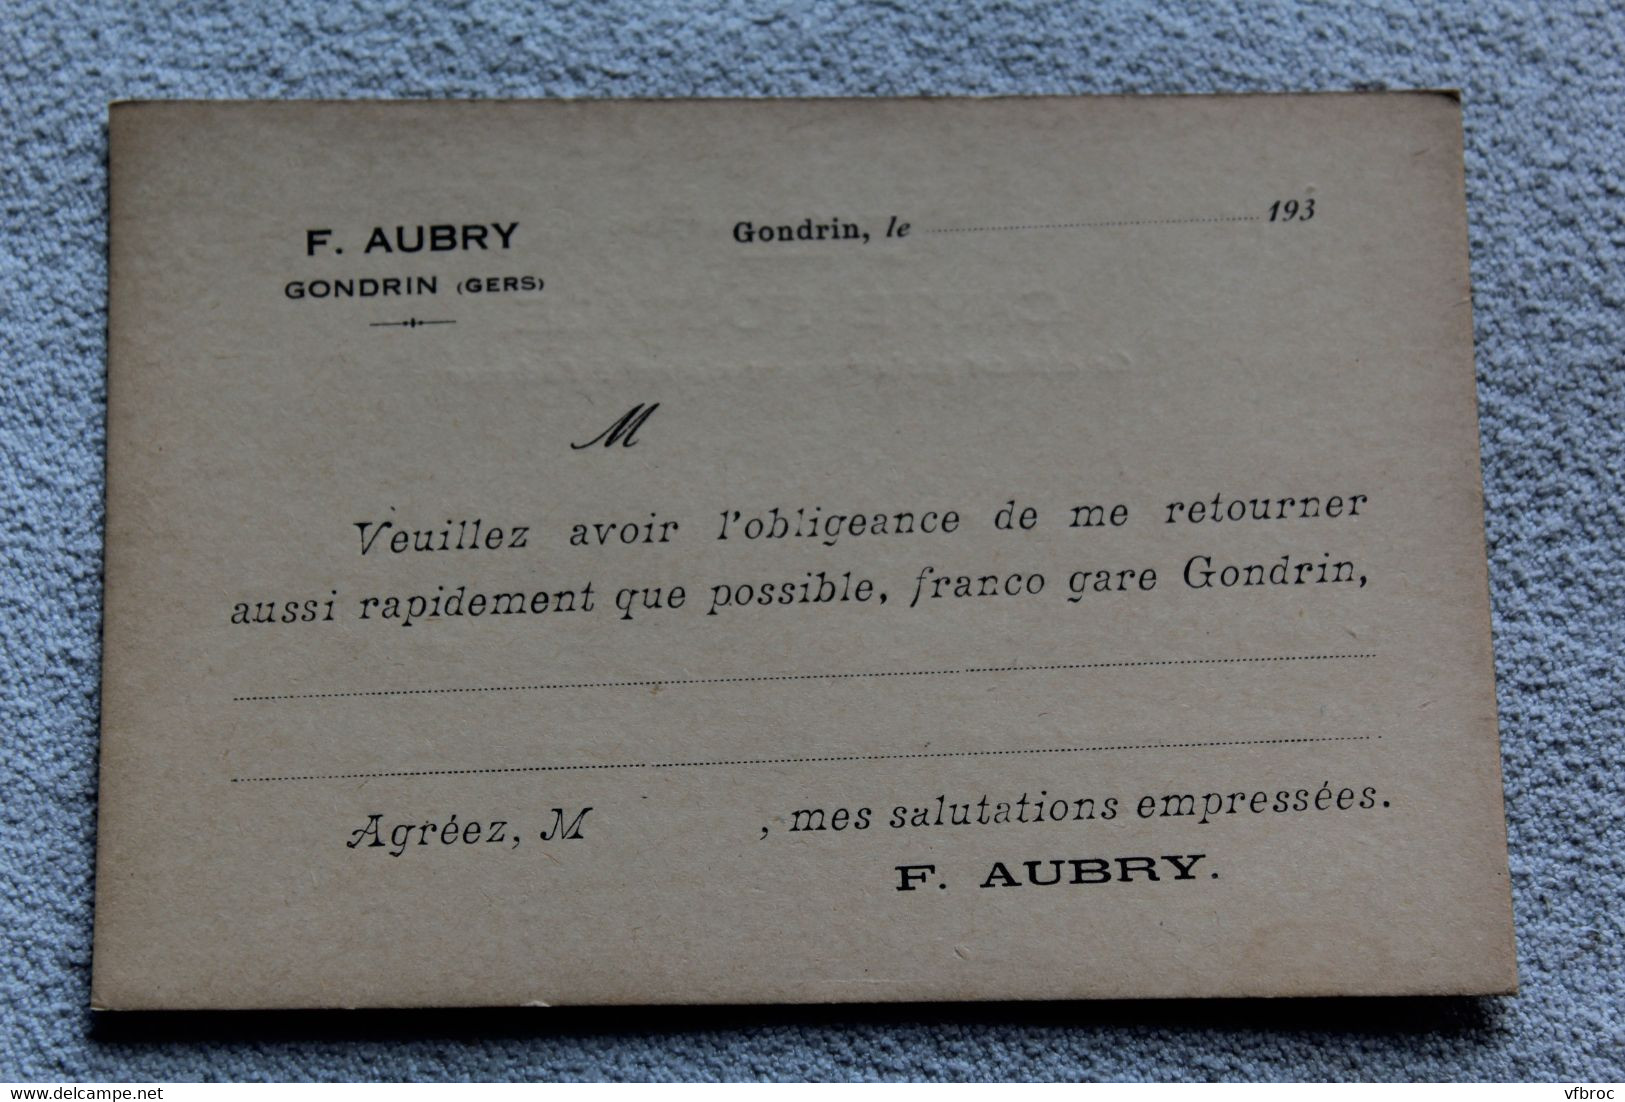 F. AUBRY
GONDRIN (GERS)
Gondrin, le 193
M
Veuillez avoir l'obligeance de me retourner
aussi rapidement que possible, franco gare Gondrin,
Agréez, M , mes salutations empressées.
F. AUBRY.
delcampe.net
vfbroc